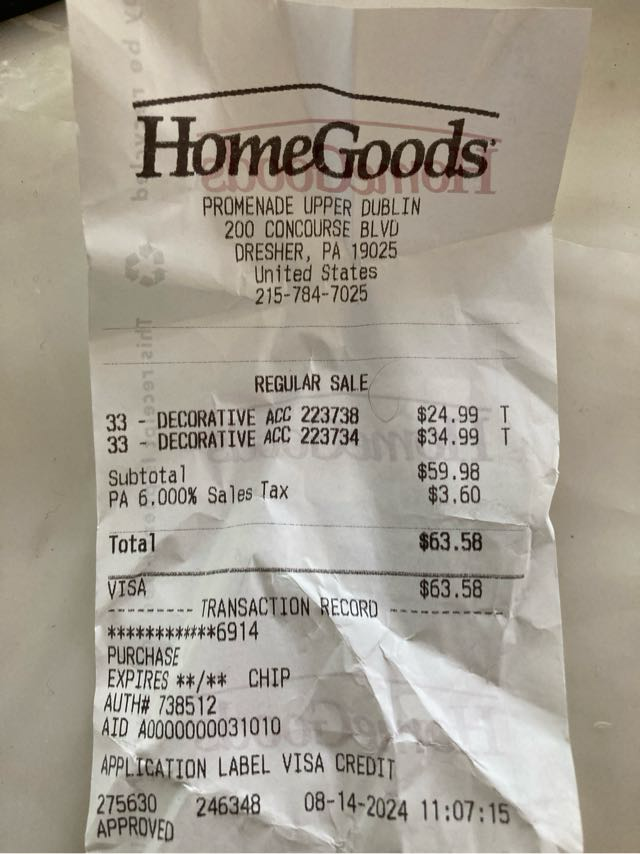 HomeGoods
PROMENADE UPPER DUBLIN
200 CONCOURSE BLVD
DRESHER, PA 19025
United States
215-784-7025
REGULAR SALE
33 - DECORATIVE ACC 223738 $24.99 T
33 - DECORATIVE ACC 223734 $34.99 T
Subtotal $59.98
PA 6.000% Sales Tax $3.60
Total $63.58
VISA $63.58
--------- TRANSACTION RECORD ---------
************6914
PURCHASE
EXPIRES **/** CHIP
AUTH# 738512
AID A0000000031010
APPLICATION LABEL VISA CREDIT
275630 246348 08-14-2024 11:07:15
APPROVED